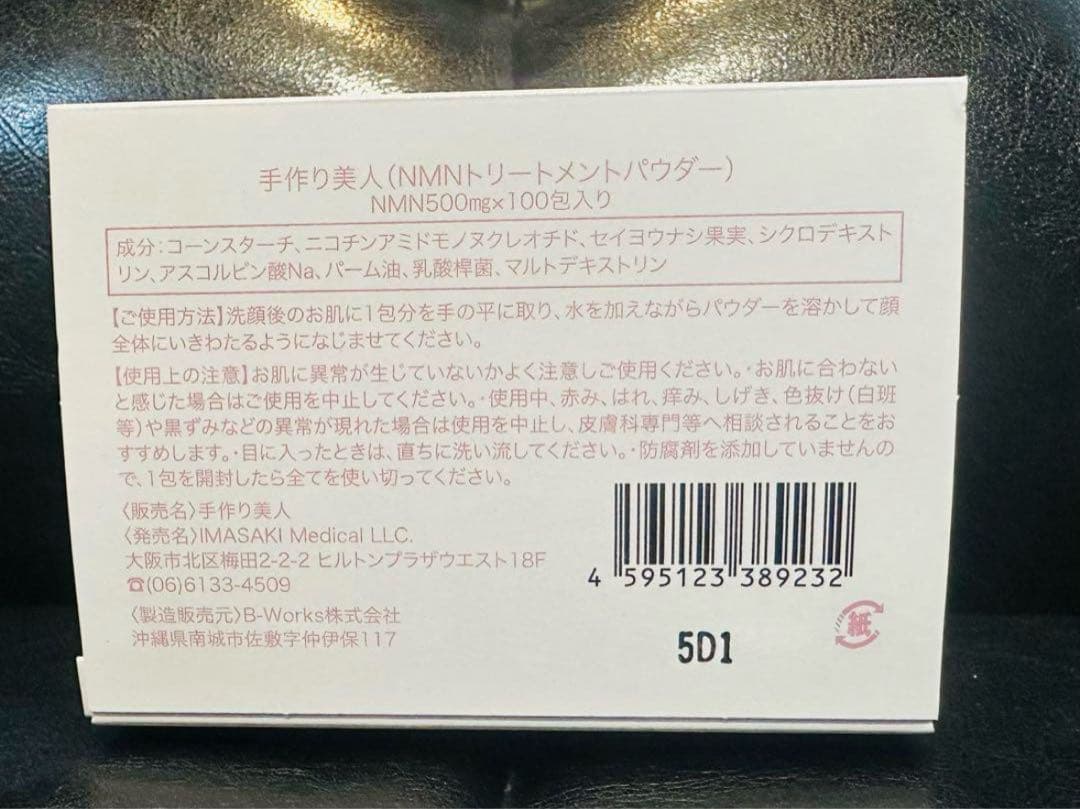 手作り美人(NMNトリートメントパウダー)
NMN500mg×100包入り
成分:コーンスターチ、ニコチンアミドモノヌクレオチド、セイヨウナシ果実、シクロデキスト
リン、アスコルビン酸Na、パーム油、乳酸桿菌、マルトデキストリン
【ご使用方法】洗顔後のお肌に1包分を手の平に取り、水を加えながらパウダーを溶かして顔
全体にいきわたるようになじませてください。
【使用上の注意】お肌に異常が生じていないかよく注意しご使用ください。・お肌に合わない
と感じた場合はご使用を中止してください。・使用中、赤み、はれ、痒み、しげき、色抜け(白斑
等)や黒ずみなどの異常が現れた場合は使用を中止し、皮膚科専門等へ相談されることをお
すすめします。・目に入ったときは、直ちに洗い流してください。・防腐剤を添加していませんの
で、1包を開封したら全てを使い切ってください。
〈販売名〉手作り美人
〈発売名〉IMASAKI Medical LLC.
大阪市北区梅田2-2-2 ヒルトンプラザウエスト18F
☎(06)6133-4509
〈製造販売元〉B-Works株式会社
沖縄県南城市佐敷字仲伊保117
4 595123 389232
紙
5D1